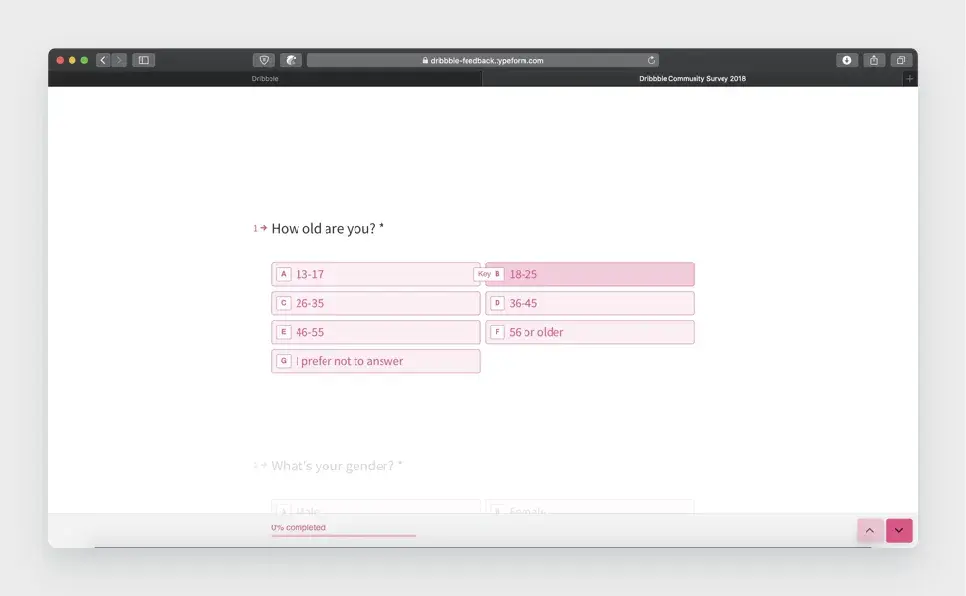 dribbble-feedback.typeform.com
Dribbble
Dribbble Community Survey 2018
1 → How old are you? *
A 13-17
Key B 18-25
C 26-35
D 36-45
E 46-55
F 56 or older
G I prefer not to answer
2 → What's your gender? *
A Male
B Female
0% completed